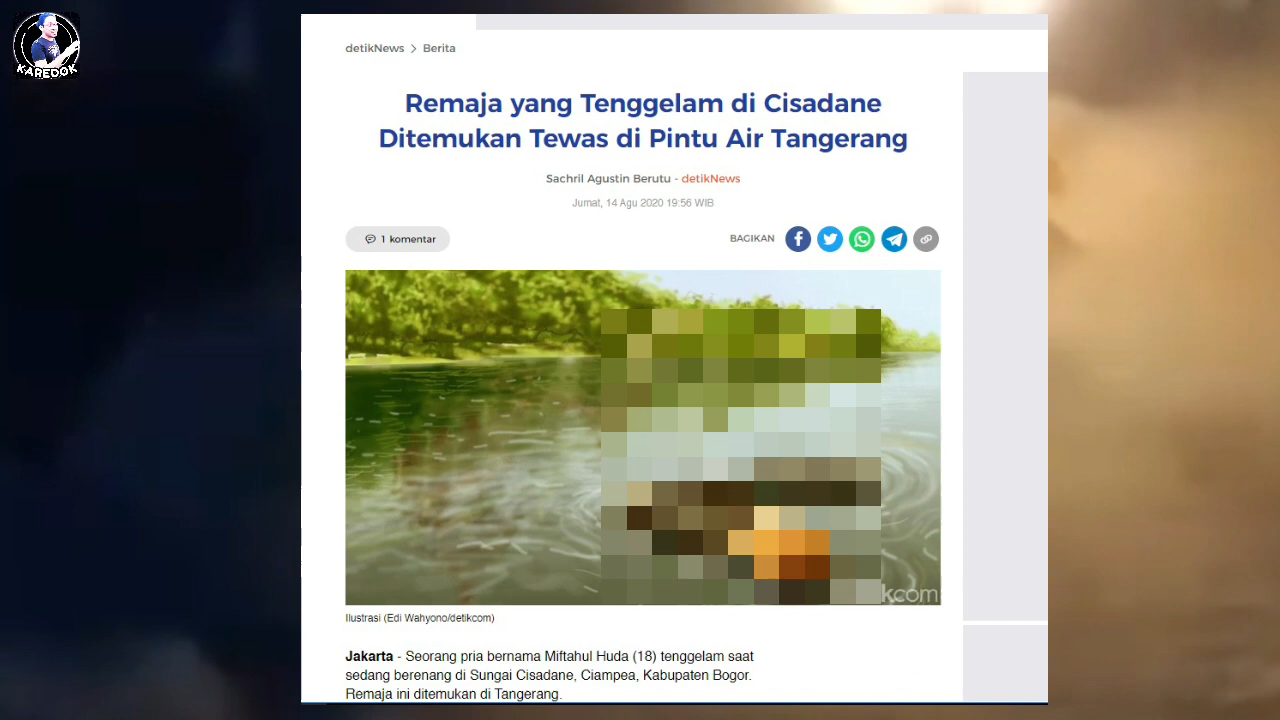 KAREDOK
detikNews > Berita
Remaja yang Tenggelam di Cisadane
Ditemukan Tewas di Pintu Air Tangerang
Sachril Agustin Berutu - detikNews
Jumat, 14 Agu 2020 19:56 WIB
1 komentar
BAGIKAN
kcom
Ilustrasi (Edi Wahyono/detikcom)
Jakarta - Seorang pria bernama Miftahul Huda (18) tenggelam saat
sedang berenang di Sungai Cisadane, Ciampea, Kabupaten Bogor.
Remaja ini ditemukan di Tangerang.